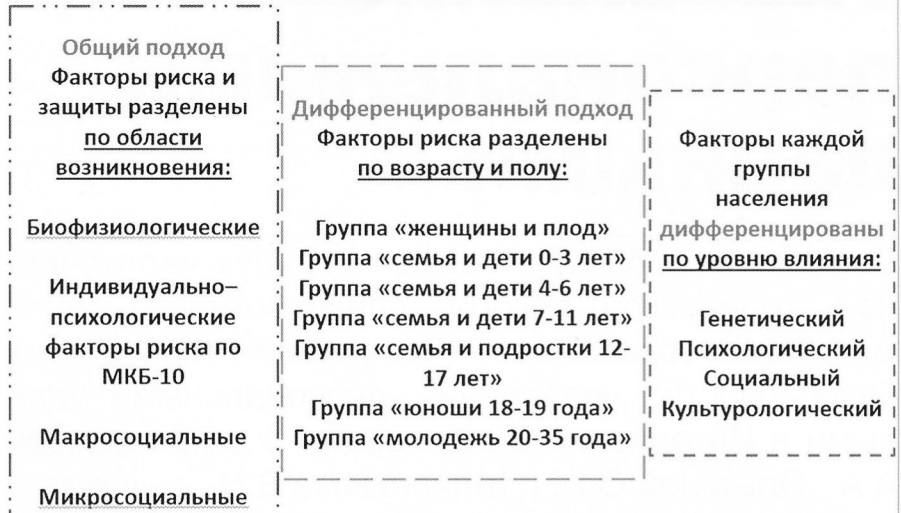 Общий подход
Факторы риска и
защиты разделены
по области
возникновения:
Биофизиологические
Индивидуально–
психологические
факторы риска по
МКБ-10
Макросоциальные
Микросоциальные
Дифференцированный подход
Факторы риска разделены
по возрасту и полу:
Группа «женщины и плод»
Группа «семья и дети 0-3 лет»
Группа «семья и дети 4-6 лет»
Группа «семья и дети 7-11 лет»
Группа «семья и подростки 12-
17 лет»
Группа «юноши 18-19 года»
Группа «молодежь 20-35 года»
Факторы каждой
группы
населения
дифференцированы
по уровню влияния:
Генетический
Психологический
Социальный
Культурологический